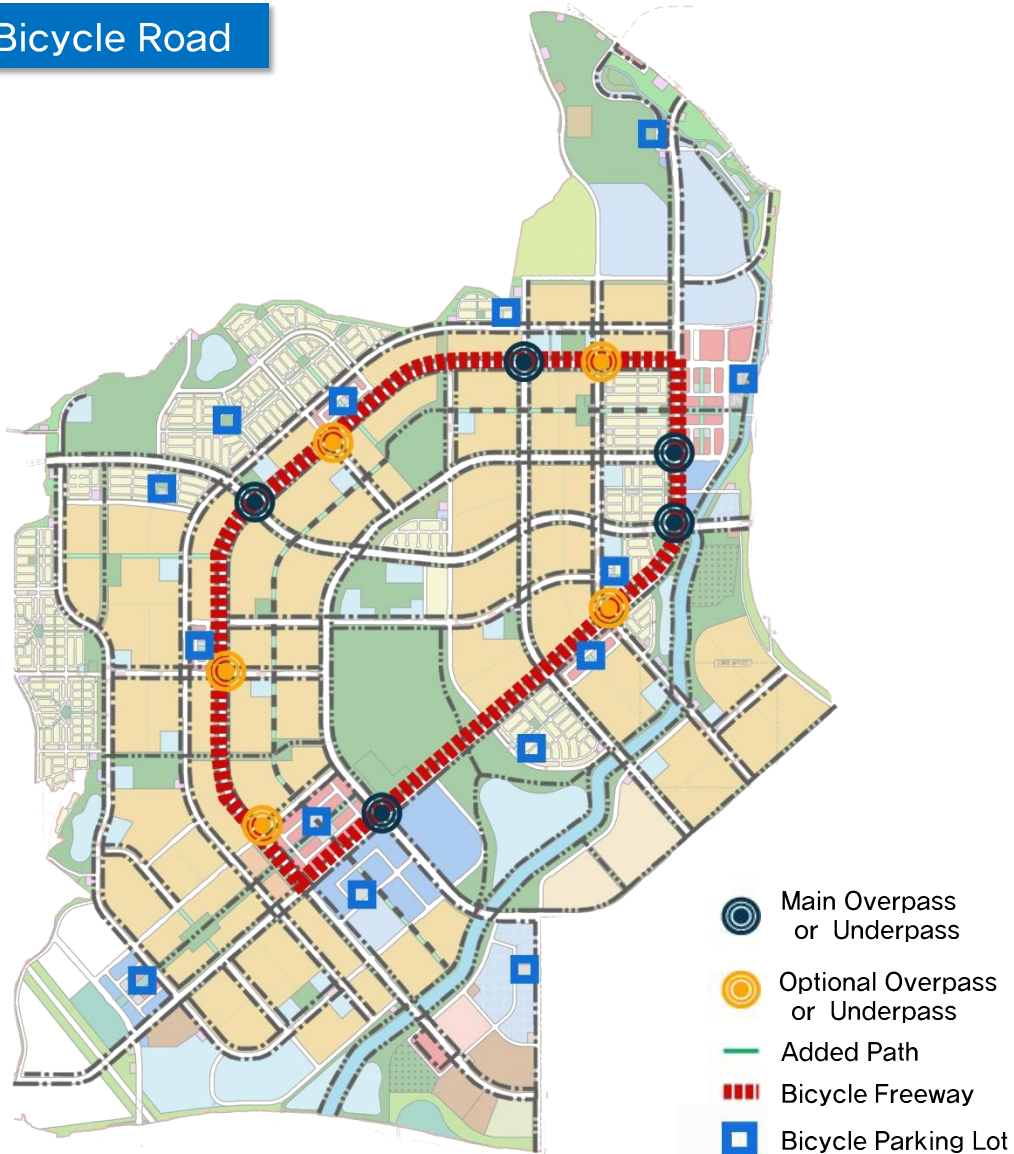 Bicycle Road
Main Overpass
or Underpass
Optional Overpass
or Underpass
Added Path
Bicycle Freeway
Bicycle Parking Lot